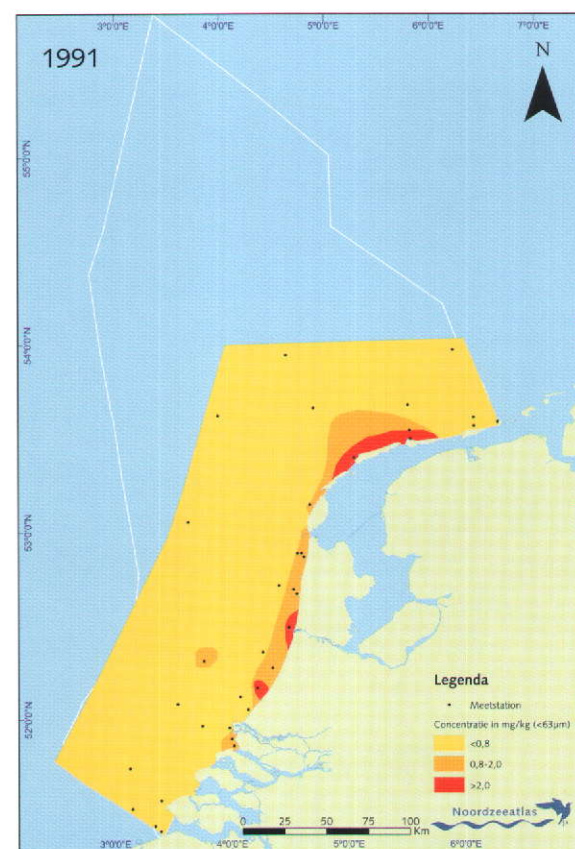 3°0'0"E 4°0'0"E 5°0'0"E 6°0'0"E 7°0'0"E
1991
N
55°0'0"N
54°0'0"N
53°0'0"N
52°0'0"N
Legenda
Meetstation
Concentratie in mg/kg (<63µm)
<0,8
0,8-2,0
>2,0
Noordzeeatlas
0 25 50 75 100
Km
3°0'0"E 4°0'0"E 5°0'0"E 6°0'0"E